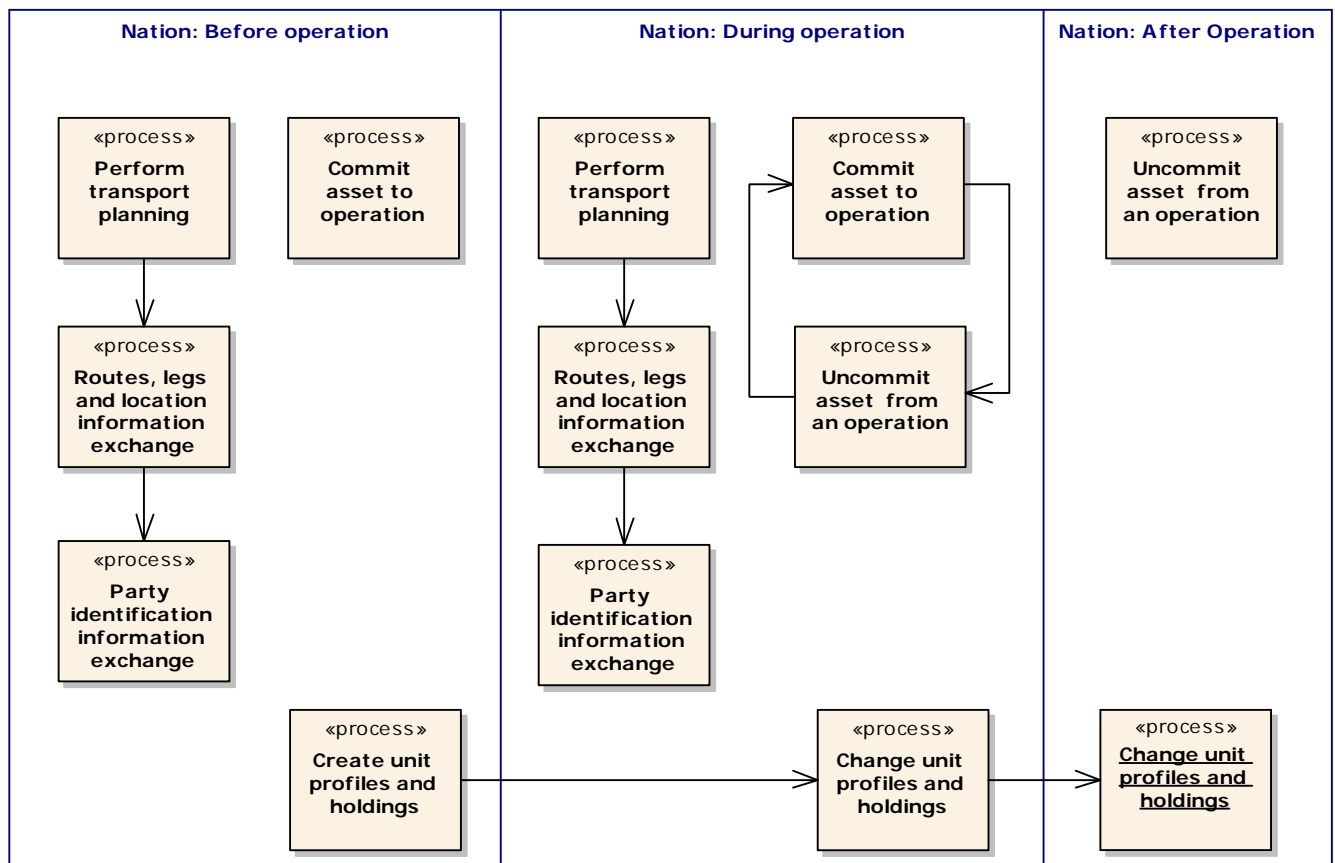 Nation: Before operation
Nation: During operation
Nation: After Operation
«process»
Perform
transport
planning
«process»
Commit
asset to
operation
«process»
Perform
transport
planning
«process»
Commit
asset to
operation
«process»
Uncommit
asset from
an operation
«process»
Routes, legs
and location
information
exchange
«process»
Routes, legs
and location
information
exchange
«process»
Uncommit
asset from
an operation
«process»
Party
identification
information
exchange
«process»
Party
identification
information
exchange
«process»
Create unit
profiles and
holdings
«process»
Change unit
profiles and
holdings
«process»
Change unit
profiles and
holdings